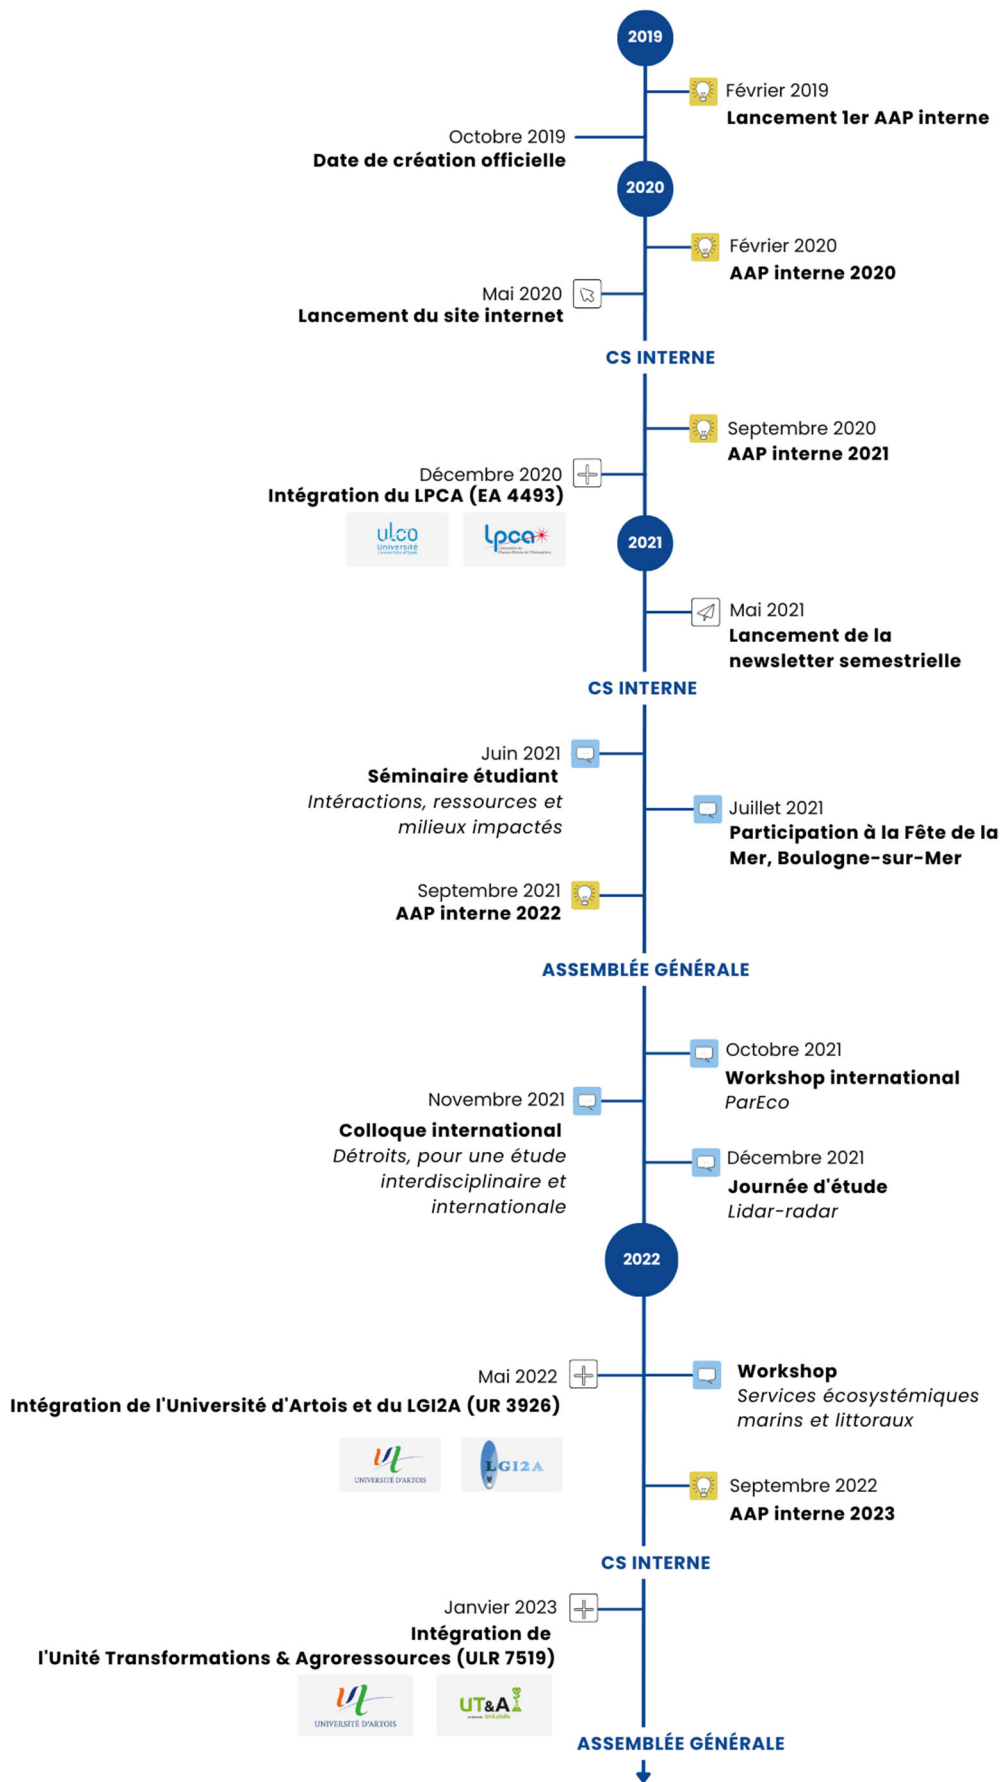 2019
Février 2019
Lancement 1er AAP interne
Octobre 2019
Date de création officielle
2020
Février 2020
AAP interne 2020
Mai 2020
Lancement du site internet
CS INTERNE
Septembre 2020
AAP interne 2021
Décembre 2020
Intégration du LPCA (EA 4493)
ulco
Université
lpca
2021
Mai 2021
Lancement de la
newsletter semestrielle
CS INTERNE
Juin 2021
Séminaire étudiant
Intéractions, ressources et
milieux impactés
Juillet 2021
Participation à la Fête de la
Mer, Boulogne-sur-Mer
Septembre 2021
AAP interne 2022
ASSEMBLÉE GÉNÉRALE
Octobre 2021
Workshop international
ParEco
Novembre 2021
Colloque international
Détroits, pour une étude
interdisciplinaire et
internationale
Décembre 2021
Journée d'étude
Lidar-radar
2022
Mai 2022
Intégration de l'Université d'Artois et du LGI2A (UR 3926)
Workshop
Services écosystémiques
marins et littoraux
UNIVERSITÉ D'ARTOIS
LGI2A
Septembre 2022
AAP interne 2023
CS INTERNE
Janvier 2023
Intégration de
l'Unité Transformations & Agroressources (ULR 7519)
UNIVERSITÉ D'ARTOIS
UT&A
UniLaSalle
ASSEMBLÉE GÉNÉRALE